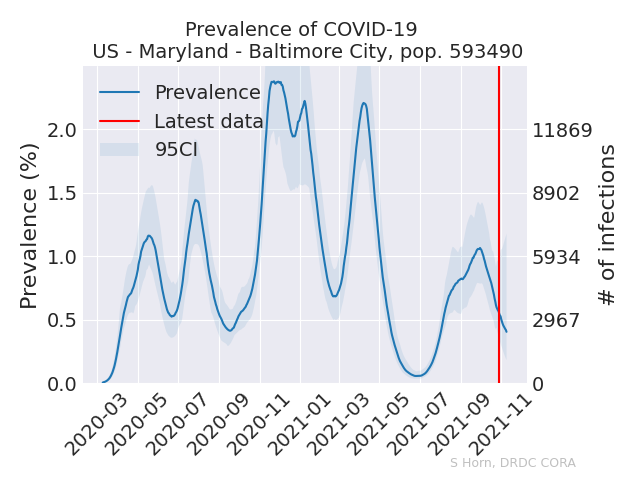 Prevalence of COVID-19
US - Maryland - Baltimore City, pop. 593490
Prevalence
Latest data
95CI
Prevalence (%)
2.0
1.5
1.0
0.5
0.0
11869
8902
5934
2967
0
# of infections
2020-03
2020-05
2020-07
2020-09
2020-11
2021-01
2021-03
2021-05
2021-07
2021-09
2021-11
S Horn, DRDC CORA